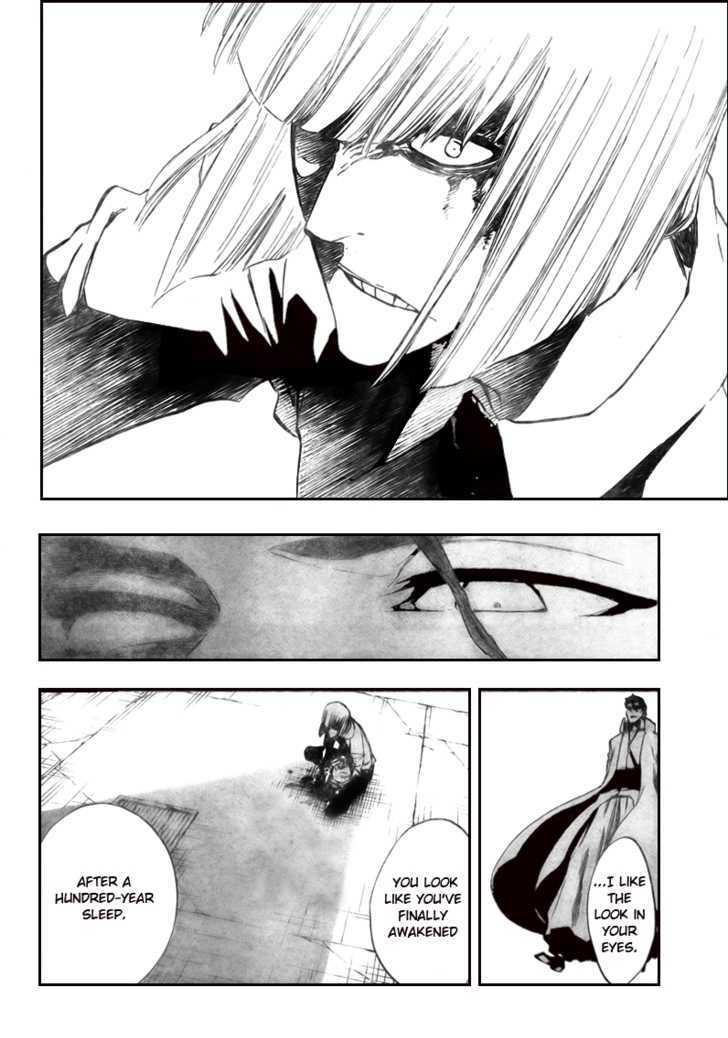 ...I LIKE
THE
LOOK IN
YOUR
EYES.
YOU LOOK
LIKE YOU'VE
FINALLY
AWAKENED
AFTER A
HUNDRED-YEAR
SLEEP.